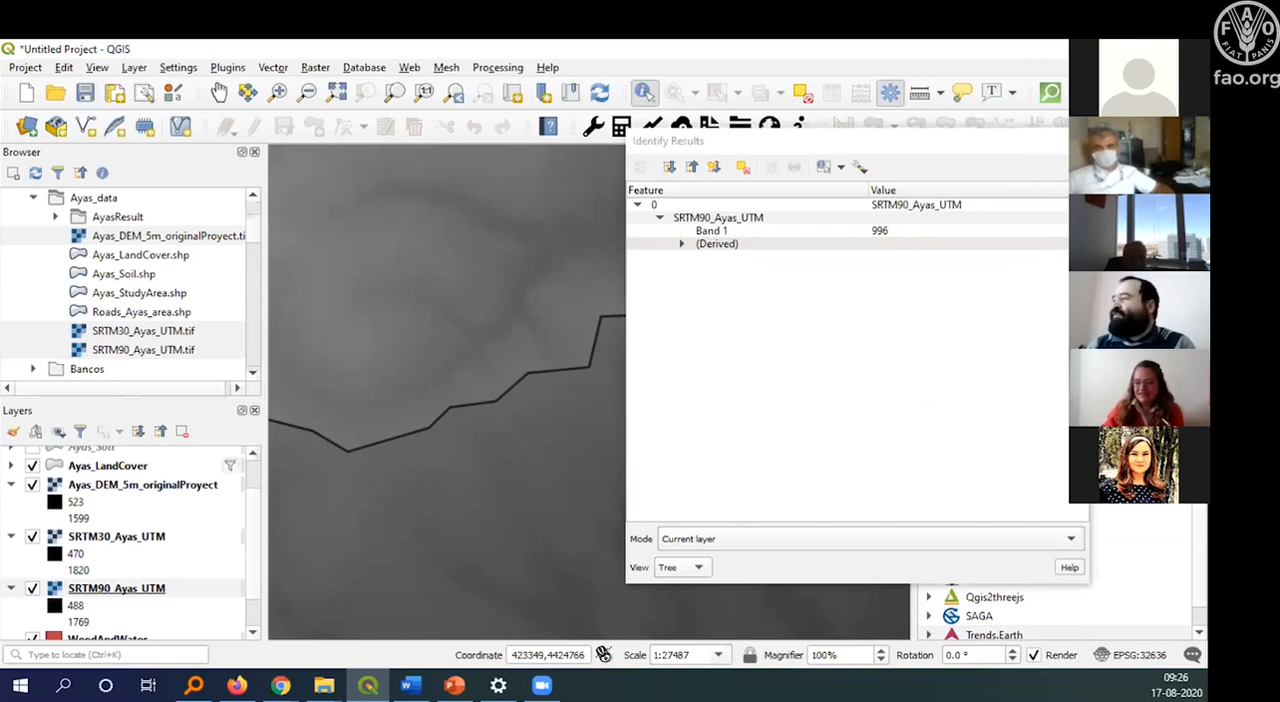 FAO
FIAT PANIS
fao.org
*Untitled Project - QGIS
Project Edit View Layer Settings Plugins Vector Raster Database Web Mesh Processing Help
Browser
Ayas_data
AyasResult
Ayas_DEM_5m_originalProyect.ti
Ayas_LandCover.shp
Ayas_Soil.shp
Ayas_StudyArea.shp
Roads_Ayas_area.shp
SRTM30_Ayas_UTM.tif
SRTM90_Ayas_UTM.tif
Bancos
Layers
Ayas_Soil
Ayas_LandCover
Ayas_DEM_5m_originalProyect
523
1599
SRTM30_Ayas_UTM
470
1820
SRTM90_Ayas_UTM
488
1769
WoodAndWater
Identify Results
Feature Value
0 SRTM90_Ayas_UTM
SRTM90_Ayas_UTM
Band 1 996
(Derived)
Mode Current layer
View Tree Help
Qgis2threejs
SAGA
Trends.Earth
Type to locate (Ctrl+K) Coordinate 423349,4424766 Scale 1:27487 Magnifier 100% Rotation 0.0 ° Render EPSG:32636
09:26
17-08-2020